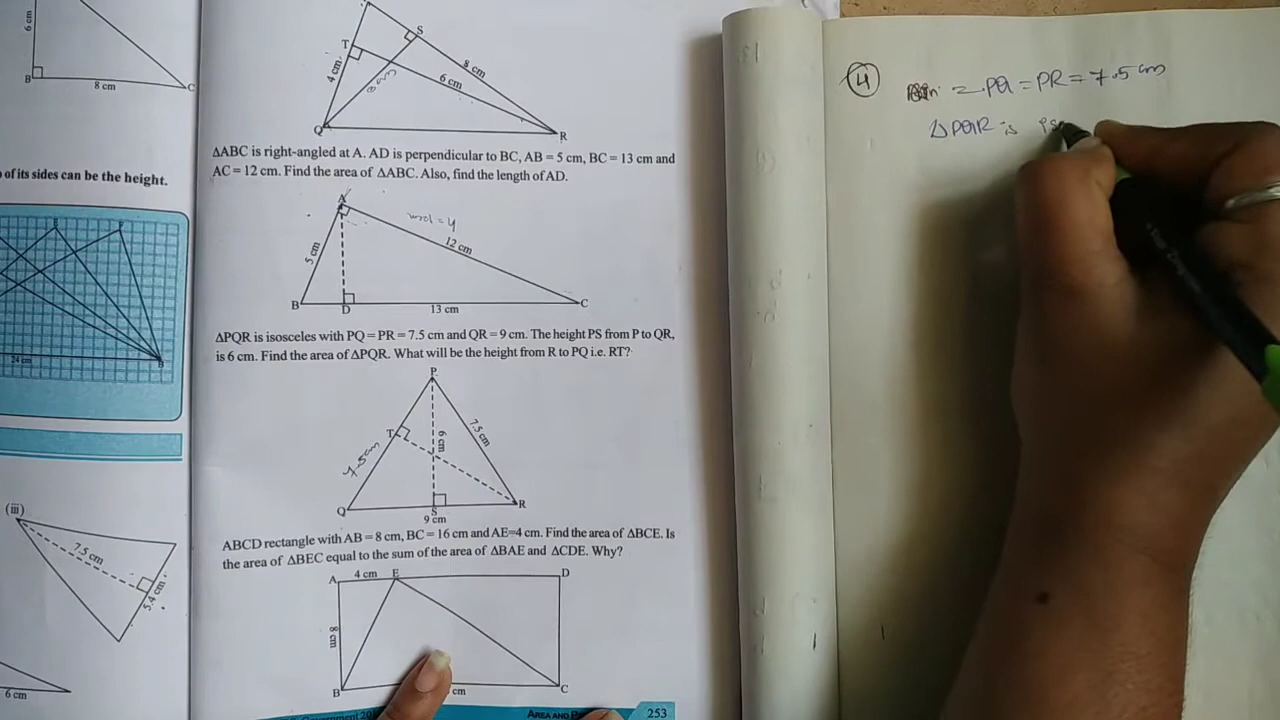 6 cm
B
8 cm
C
of its sides can be the height.
24 cm
B
(iii)
7.5 cm
5.4 cm
6 cm
S
T
4 cm
8 cm
8 cm
6 cm
Q
R
ΔABC is right-angled at A. AD is perpendicular to BC, AB = 5 cm, BC = 13 cm and
AC = 12 cm. Find the area of ΔABC. Also, find the length of AD.
A
5 cm
12 cm
B
D
13 cm
C
ΔPQR is isosceles with PQ = PR = 7.5 cm and QR = 9 cm. The height PS from P to QR,
is 6 cm. Find the area of ΔPQR. What will be the height from R to PQ i.e. RT?
P
T
7.5 cm
6 cm
7.5 cm
Q
S
R
9 cm
ABCD rectangle with AB = 8 cm, BC = 16 cm and AE=4 cm. Find the area of ΔBCE. Is
the area of ΔBEC equal to the sum of the area of ΔBAE and ΔCDE. Why?
A
4 cm
E
D
8 cm
B
cm
C
253
4
= PQ = PR = 7.5 cm
ΔPQR is